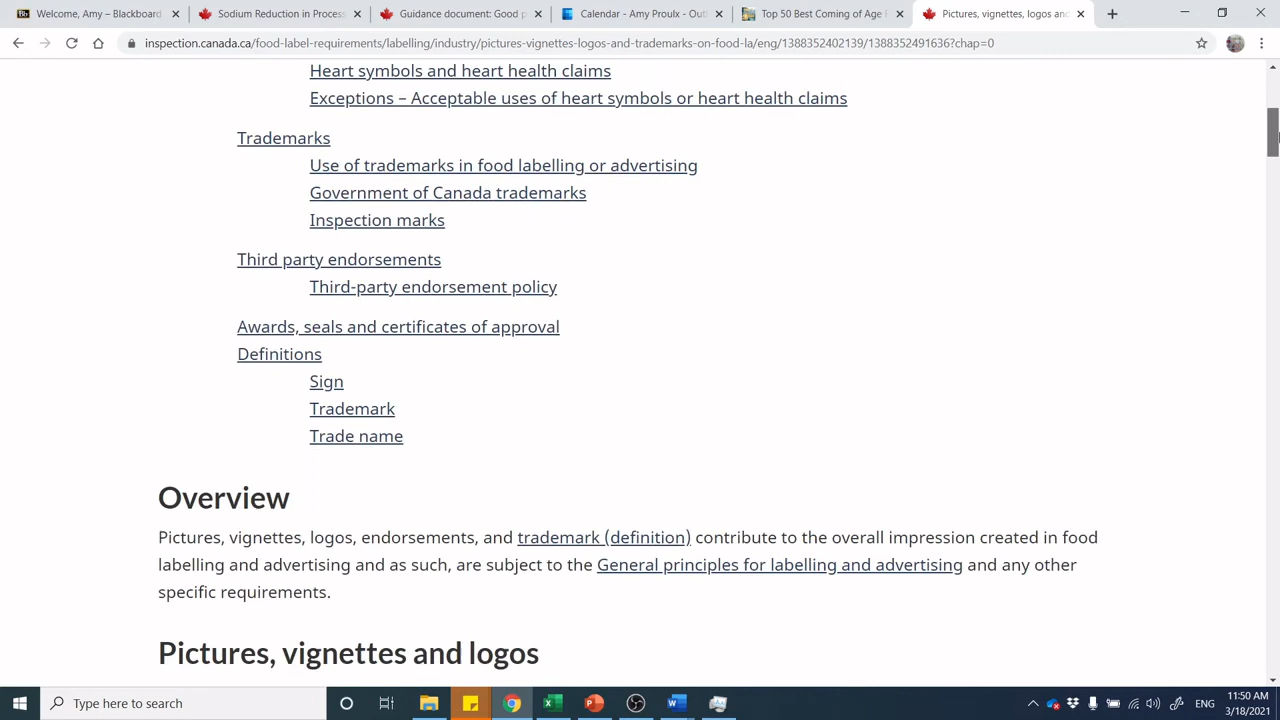 Welcome, Amy – Blackboard
Sodium Reduction in Process
Guidance document: Good p
Calendar - Amy Proulx - Out
Top 50 Best Coming of Age
Pictures, vignettes, logos and
inspection.canada.ca/food-label-requirements/labelling/industry/pictures-vignettes-logos-and-trademarks-on-food-la/eng/1388352402139/1388352491636?chap=0
Heart symbols and heart health claims
Exceptions – Acceptable uses of heart symbols or heart health claims
Trademarks
Use of trademarks in food labelling or advertising
Government of Canada trademarks
Inspection marks
Third party endorsements
Third-party endorsement policy
Awards, seals and certificates of approval
Definitions
Sign
Trademark
Trade name
Overview
Pictures, vignettes, logos, endorsements, and trademark (definition) contribute to the overall impression created in food
labelling and advertising and as such, are subject to the General principles for labelling and advertising and any other
specific requirements.
Pictures, vignettes and logos
Type here to search
ENG
11:50 AM
3/18/2021